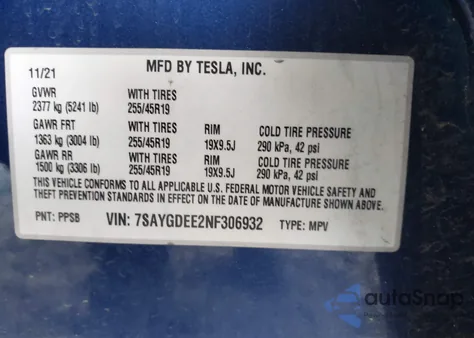 MFD BY TESLA, INC.
11/21
GVWR WITH TIRES
2377 kg (5241 lb) 255/45R19
GAWR FRT WITH TIRES RIM COLD TIRE PRESSURE
1363 kg (3004 lb) 255/45R19 19X9.5J 290 kPa, 42 psi
GAWR RR WITH TIRES RIM COLD TIRE PRESSURE
1500 kg (3306 lb) 255/45R19 19X9.5J 290 kPa, 42 psi
THIS VEHICLE CONFORMS TO ALL APPLICABLE U.S. FEDERAL MOTOR VEHICLE SAFETY AND
THEFT PREVENTION STANDARDS IN EFFECT ON THE DATE OF MANUFACTURE SHOWN ABOVE.
PNT: PPSB VIN: 7SAYGDEE2NF306932 TYPE: MPV
autoSnap